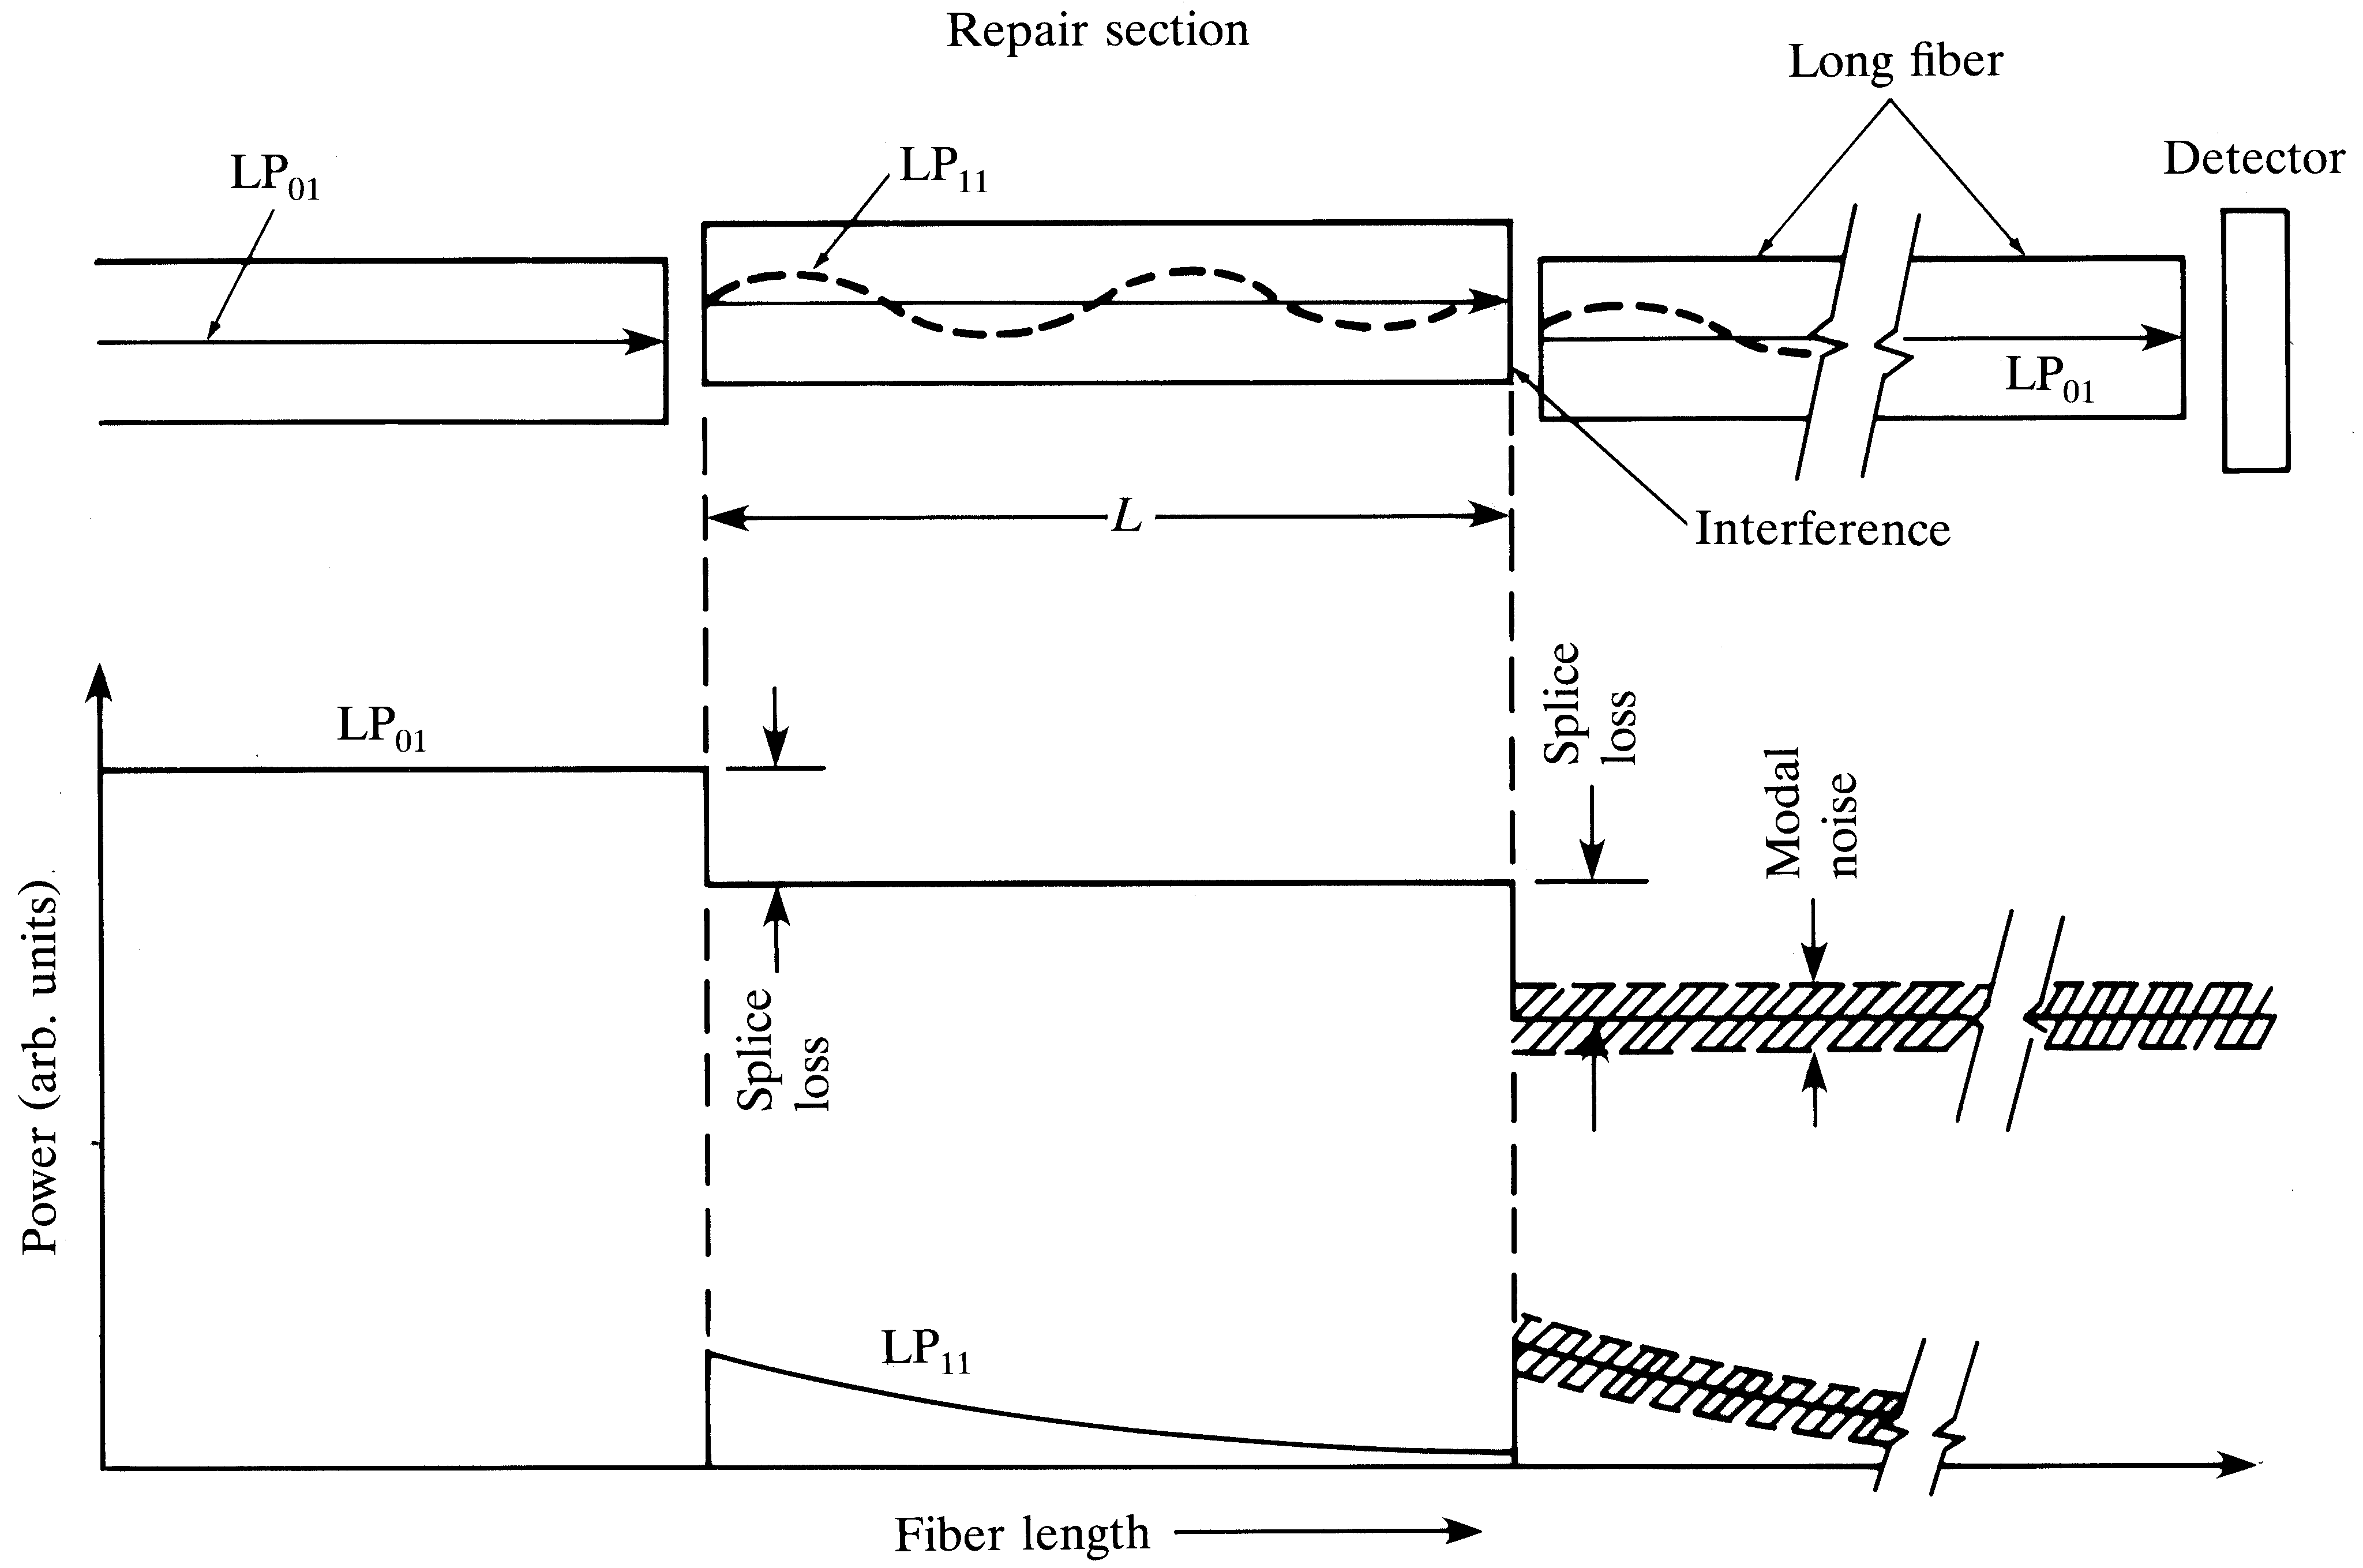 Repair section
Long fiber
Detector
LP01
LP11
LP01
L
Interference
Splice
loss
Modal
noise
LP01
Splice
loss
LP11
Power (arb. units)
Fiber length